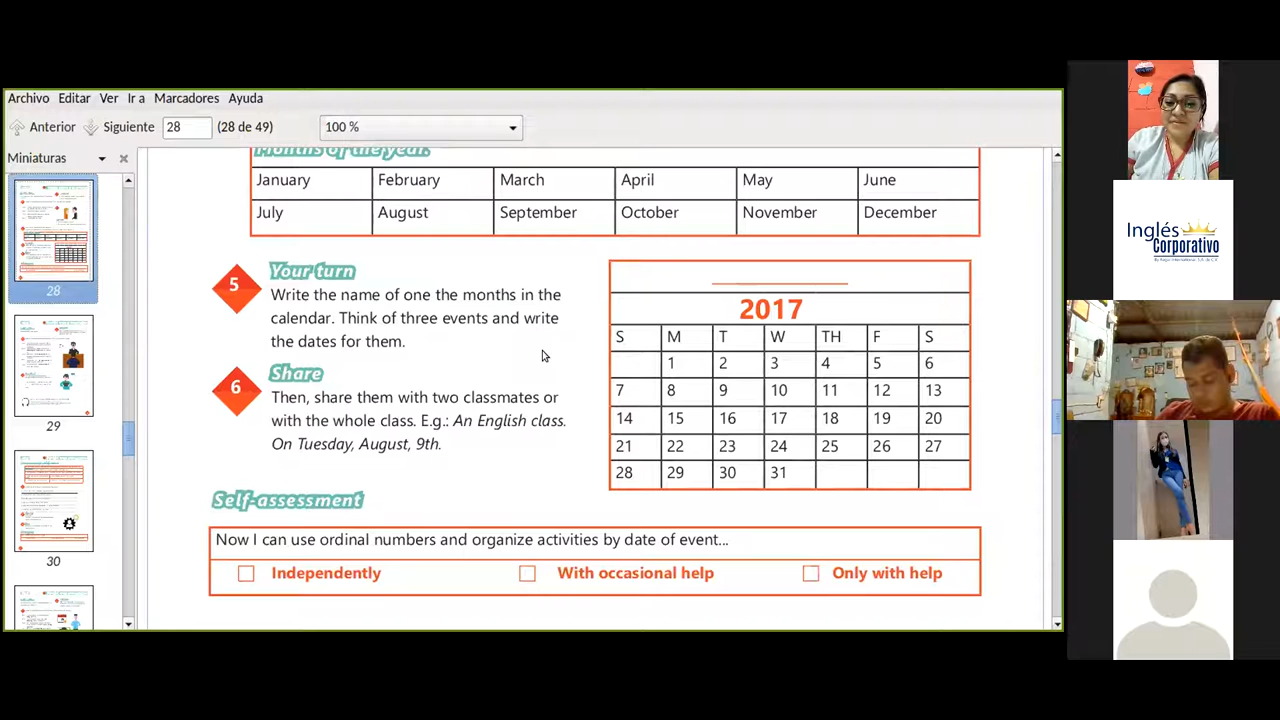 Archivo Editar Ver Ir a Marcadores Ayuda
Anterior Siguiente 28 (28 de 49) 100 %
Miniaturas
28
29
30
Months of the year.
January February March April May June
July August September October November December
5 Your turn
Write the name of one the months in the
calendar. Think of three events and write
the dates for them.
6 Share
Then, share them with two classmates or
with the whole class. E.g.: An English class.
On Tuesday, August, 9th.
2017
S M T W TH F S
1 2 3 4 5 6
7 8 9 10 11 12 13
14 15 16 17 18 19 20
21 22 23 24 25 26 27
28 29 30 31
Self-assessment
Now I can use ordinal numbers and organize activities by date of event...
Independently With occasional help Only with help
Inglés
Corporativo